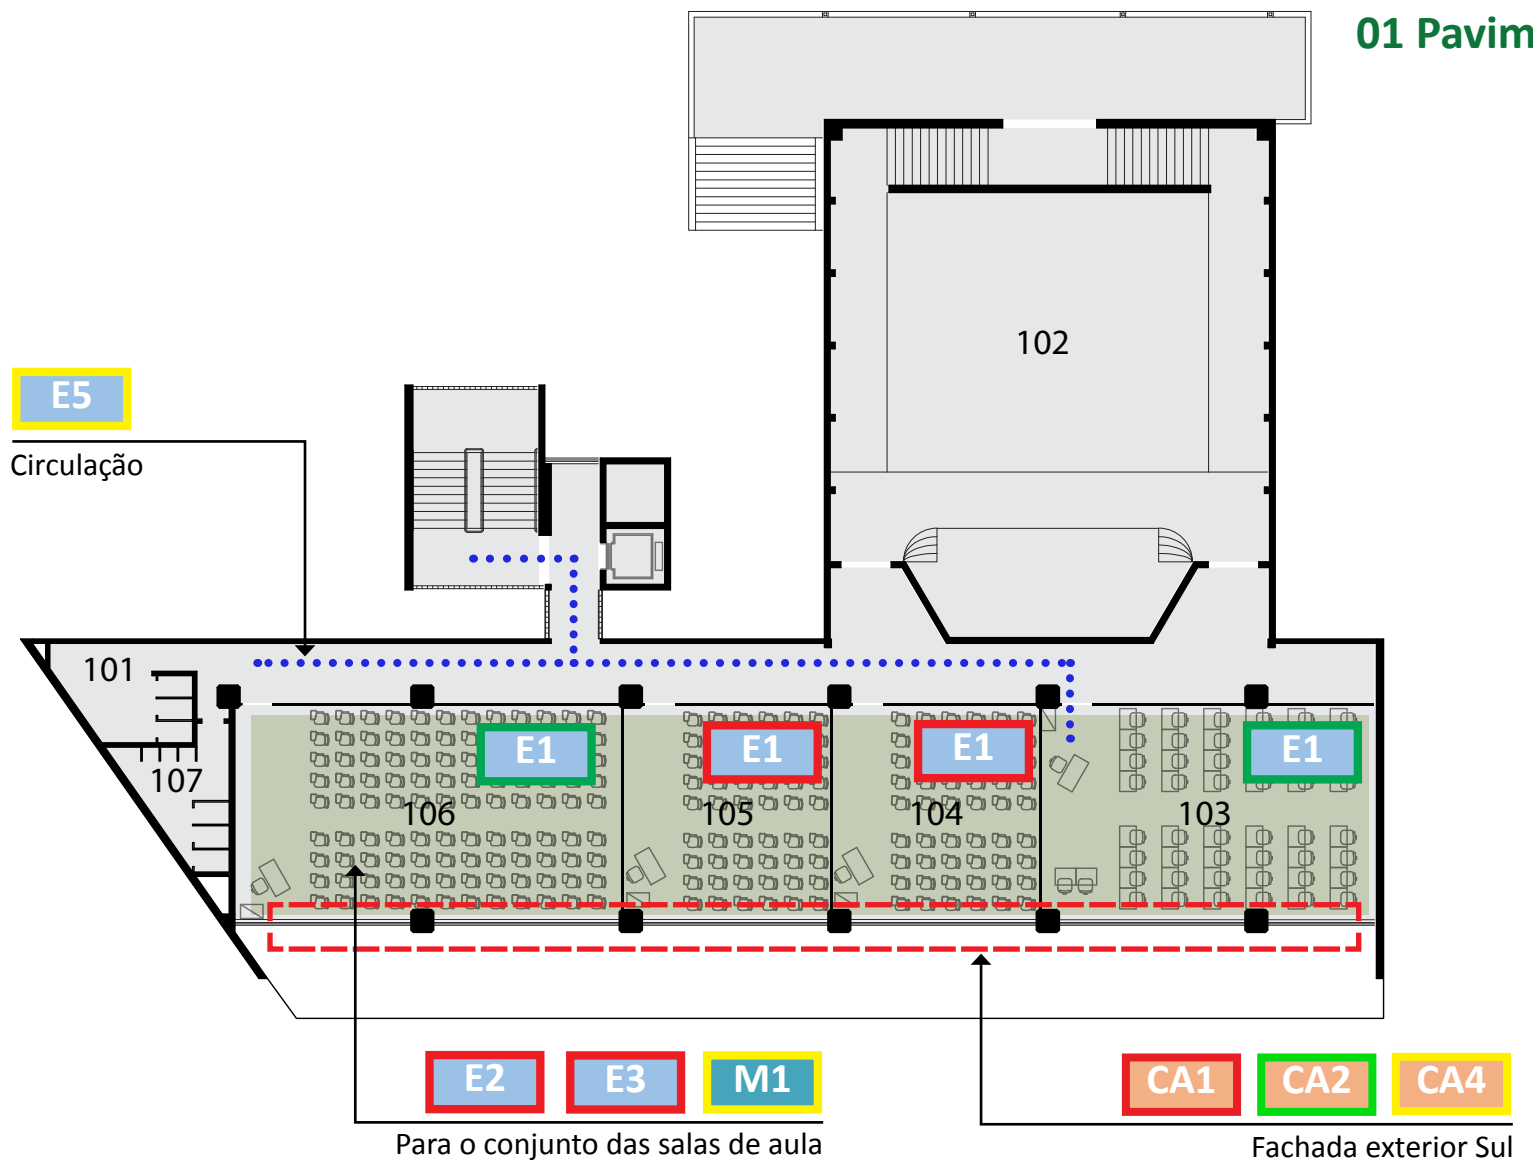 01 Pavim
102
E5
Circulação
101
107
E1
E1
E1
E1
106
105
104
103
E2
E3
M1
CA1
CA2
CA4
Para o conjunto das salas de aula
Fachada exterior Sul